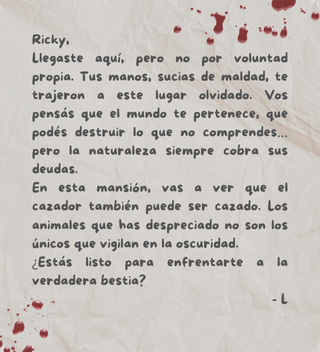 Ricky,
Llegaste aquí, pero no por voluntad
propia. Tus manos, sucias de maldad, te
trajeron a este lugar olvidado. Vos
pensás que el mundo te pertenece, que
podés destruir lo que no comprendes...
pero la naturaleza siempre cobra sus
deudas.
En esta mansión, vas a ver que el
cazador también puede ser cazado. Los
animales que has despreciado no son los
únicos que vigilan en la oscuridad.
¿Estás listo para enfrentarte a la
verdadera bestia?
- L